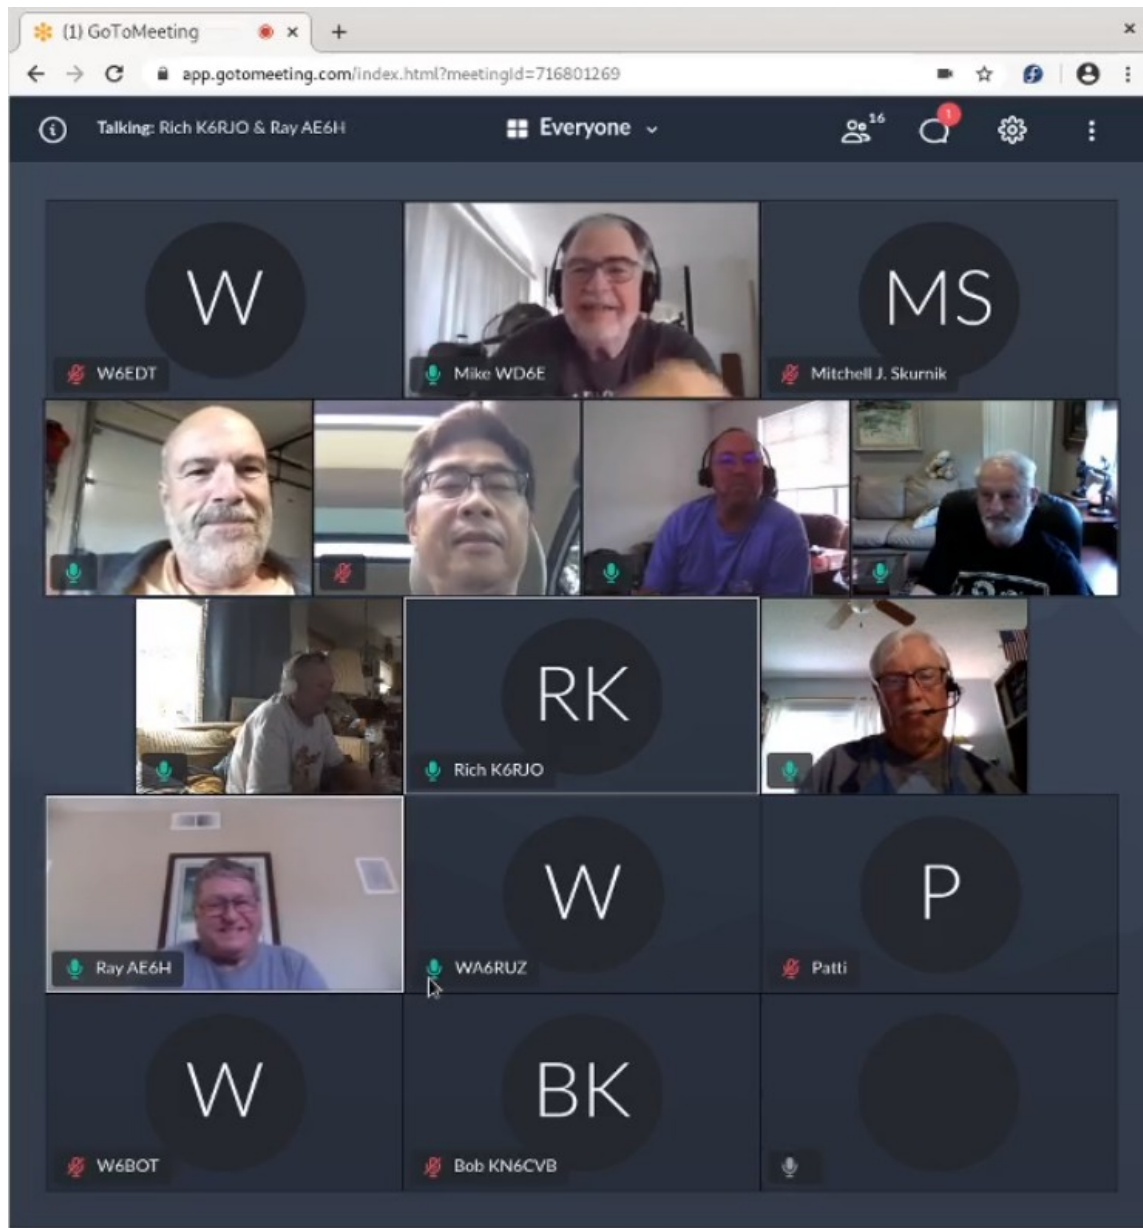 (1) GoToMeeting
app.gotomeeting.com/index.html?meetingId=716801269
Talking: Rich K6RJO & Ray AE6H
Everyone
16
1
W
W6EDT
Mike WD6E
MS
Mitchell J. Skurnik
RK
Rich K6RJO
Ray AE6H
W
WA6RUZ
P
Patti
W
W6BOT
BK
Bob KN6CVB